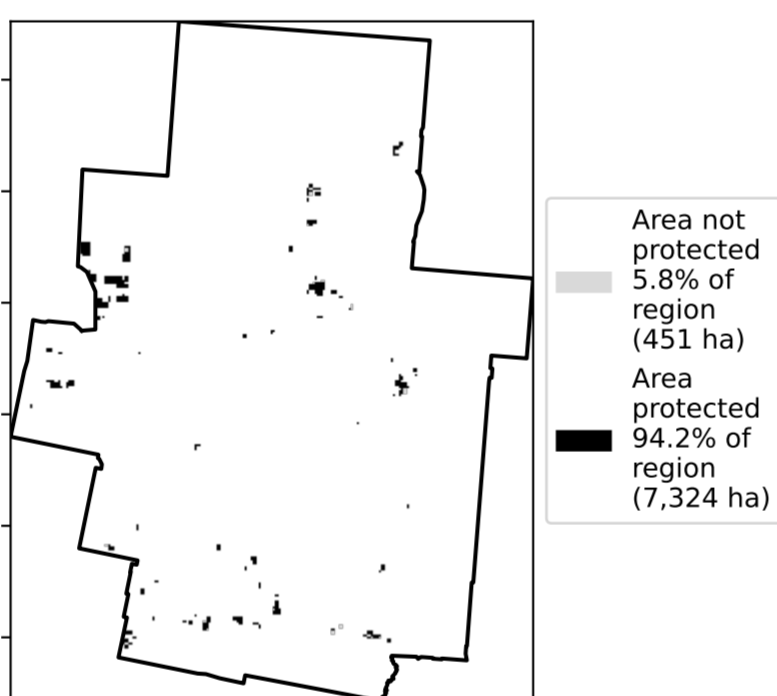 Area not
protected
5.8% of
region
(451 ha)
Area
protected
94.2% of
region
(7,324 ha)